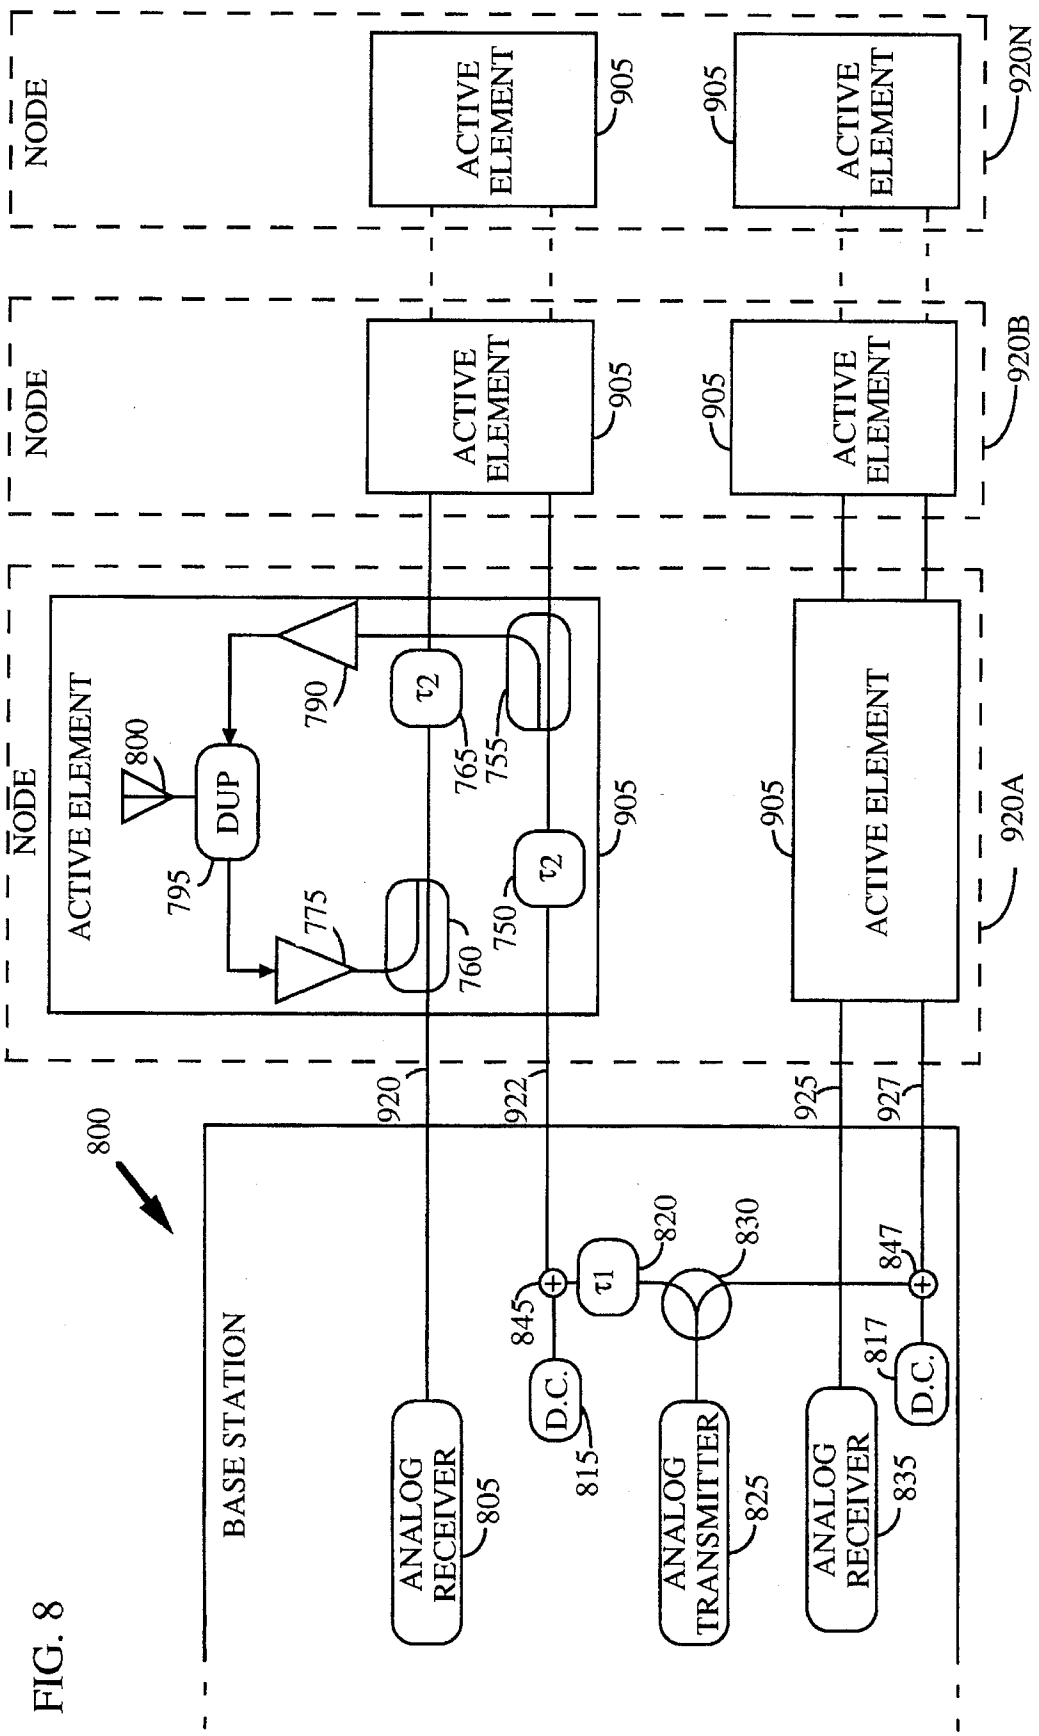 FIG. 8
800
BASE STATION
ANALOG
RECEIVER
805
D.C.
815
845
τ1
820
ANALOG
TRANSMITTER
825
830
ANALOG
RECEIVER
835
D.C.
817
847
920
922
925
927
NODE
ACTIVE ELEMENT
800
DUP
795
775
790
760
τ2
765
755
τ2
750
905
905
ACTIVE ELEMENT
920A
NODE
ACTIVE
ELEMENT
905
905
ACTIVE
ELEMENT
920B
NODE
ACTIVE
ELEMENT
905
905
ACTIVE
ELEMENT
920N